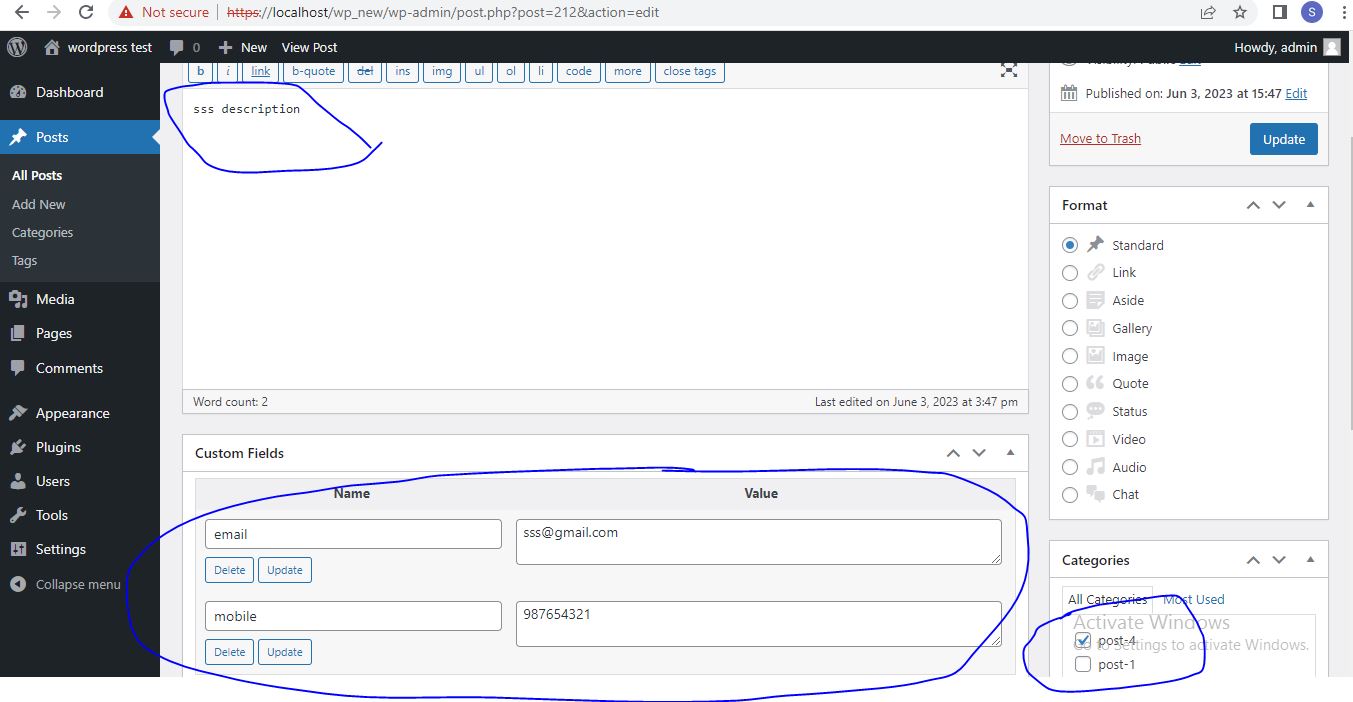 Not secure https://localhost/wp_new/wp-admin/post.php?post=212&action=edit S
wordpress test 0 New View Post Howdy, admin
Dashboard
Posts
All Posts
Add New
Categories
Tags
Media
Pages
Comments
Appearance
Plugins
Users
Tools
Settings
Collapse menu
b i link b-quote del ins img ul ol li code more close tags
sss description
Word count: 2 Last edited on June 3, 2023 at 3:47 pm
Custom Fields
Name Value
email sss@gmail.com
Delete Update
mobile 987654321
Delete Update
Visibility: Public Edit
Published on: Jun 3, 2023 at 15:47 Edit
Move to Trash Update
Format
Standard
Link
Aside
Gallery
Image
Quote
Status
Video
Audio
Chat
Categories
All Categories Most Used
Activate Windows
Go to Settings to activate Windows.
post-4
post-1